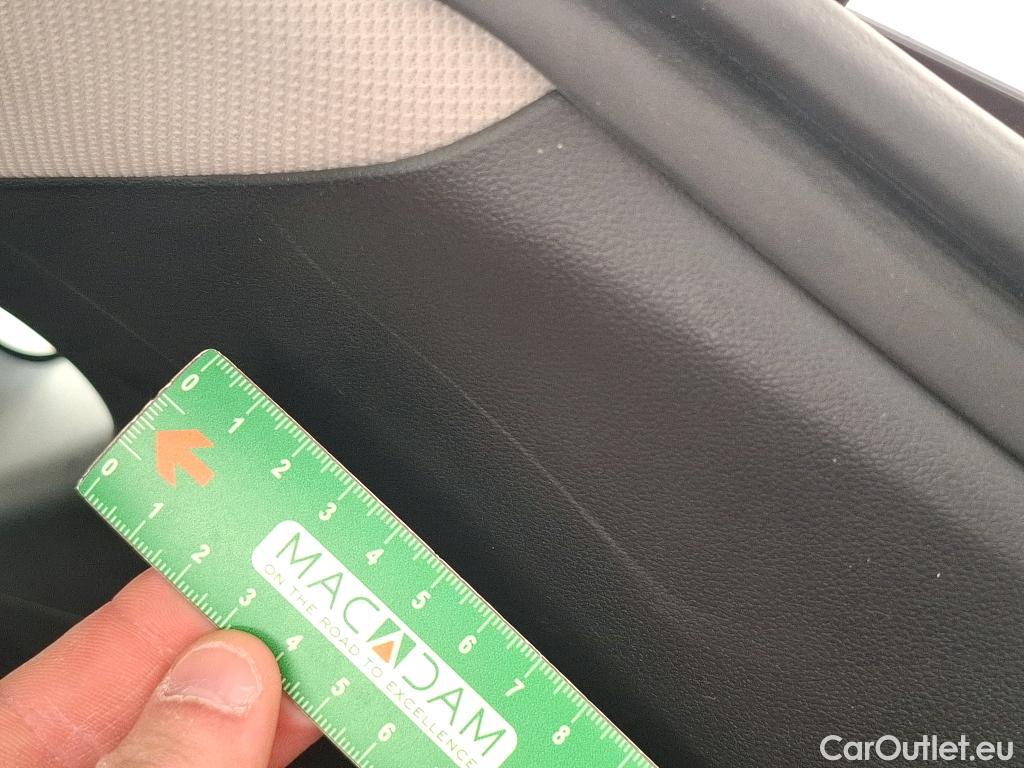 0 1 2 3 4 5 6 7 8
0 1 2 3 4 5 6
MACADAM
ON THE ROAD TO EXCELLENCE
CarOutlet.eu